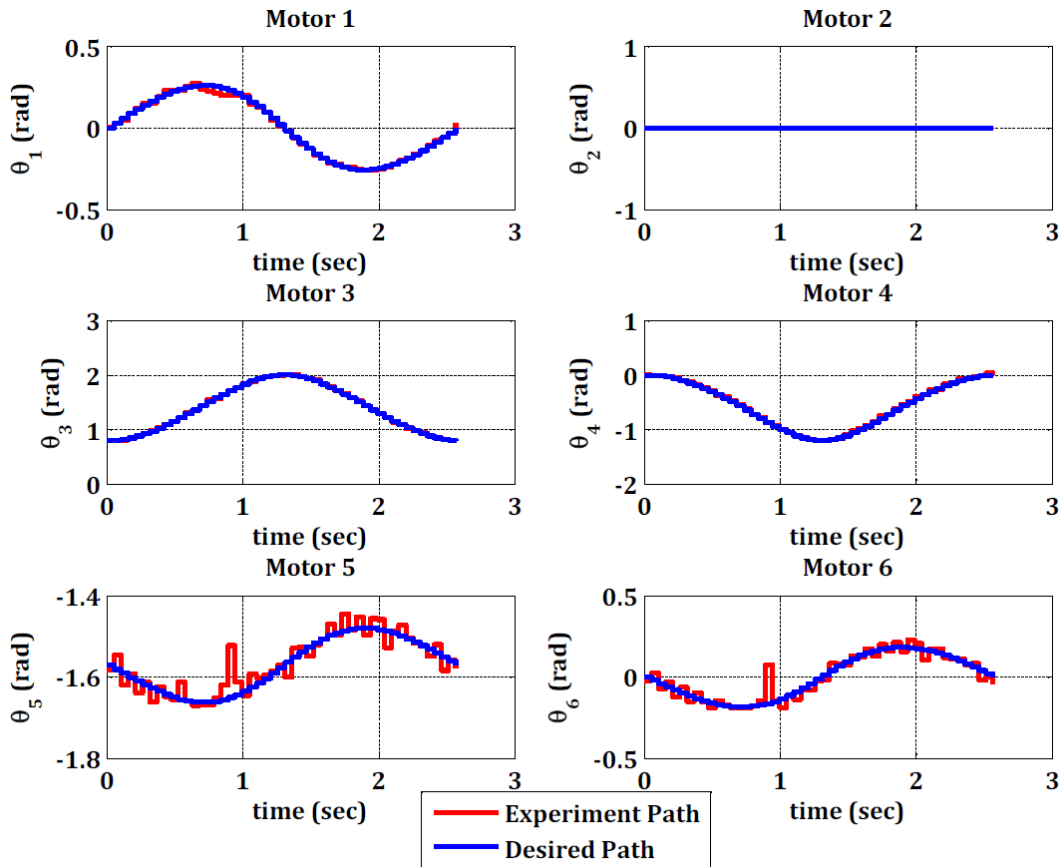 Motor 1
Motor 2
0.5
0
-0.5
θ1 (rad)
0 1 2 3
time (sec)
1
0
-1
θ2 (rad)
0 1 2 3
time (sec)
Motor 3
Motor 4
3
2
1
0
θ3 (rad)
0 1 2 3
time (sec)
1
0
-1
-2
θ4 (rad)
0 1 2 3
time (sec)
Motor 5
Motor 6
-1.4
-1.6
-1.8
θ5 (rad)
0 1 2 3
time (sec)
0.5
0
-0.5
θ6 (rad)
0 1 2 3
time (sec)
Experiment Path
Desired Path